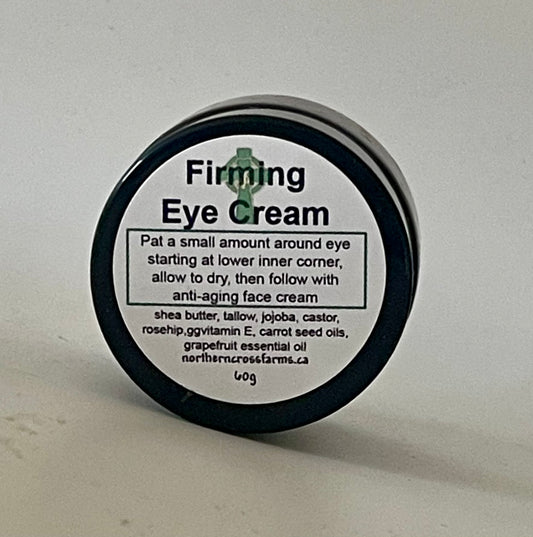 Firming
Eye Cream
Pat a small amount around eye
starting at lower inner corner,
allow to dry, then follow with
anti-aging face cream
shea butter, tallow, jojoba, castor,
rosehip,ggvitamin E, carrot seed oils,
grapefruit essential oil
northerncrossfarms.ca
60g